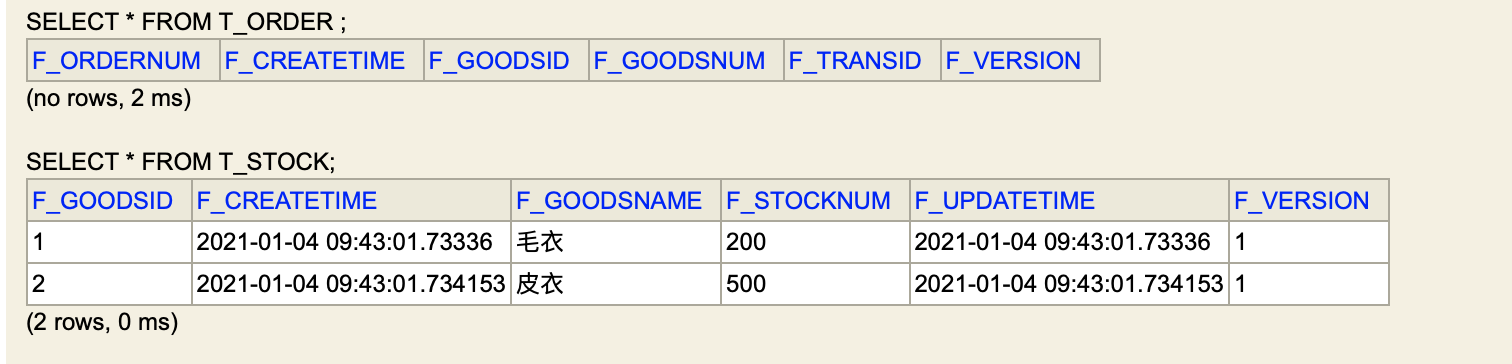 SELECT * FROM T_ORDER ;
F_ORDERNUM F_CREATETIME F_GOODSID F_GOODSNUM F_TRANSID F_VERSION
(no rows, 2 ms)
SELECT * FROM T_STOCK;
F_GOODSID F_CREATETIME F_GOODSNAME F_STOCKNUM F_UPDATETIME F_VERSION
1 2021-01-04 09:43:01.73336 毛衣 200 2021-01-04 09:43:01.73336 1
2 2021-01-04 09:43:01.734153 皮衣 500 2021-01-04 09:43:01.734153 1
(2 rows, 0 ms)